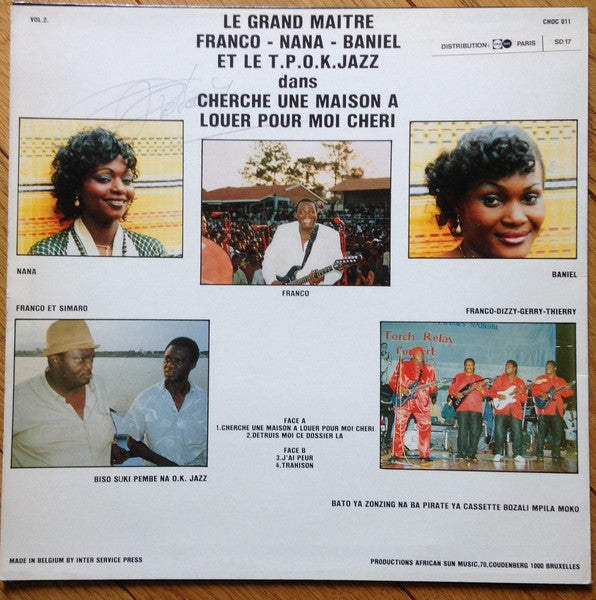 VOL.2.
LE GRAND MAITRE
FRANCO - NANA - BANIEL
ET LE T.P.O.K.JAZZ
dans
CHERCHE UNE MAISON A
LOUER POUR MOI CHERI
CHOC 011
DISTRIBUTION: PARIS SD 17
NANA
FRANCO
BANIEL
FRANCO ET SIMARO
FRANCO-DIZZY-GERRY-THIERRY
NAIROBI
Torch Relay
Concert
FACE A
1.CHERCHE UNE MAISON A LOUER POUR MOI CHERI
2.DETRUIS MOI CE DOSSIER LA
FACE B
3.J'AI PEUR
4.TRAHISON
BISO SUKI PEMBE NA O.K. JAZZ
BATO YA ZONZING NA BA PIRATE YA CASSETTE BOZALI MPILA MOKO
MADE IN BELGIUM BY INTER SERVICE PRESS
PRODUCTIONS AFRICAN SUN MUSIC,70,COUDENBERG 1000 BRUXELLES